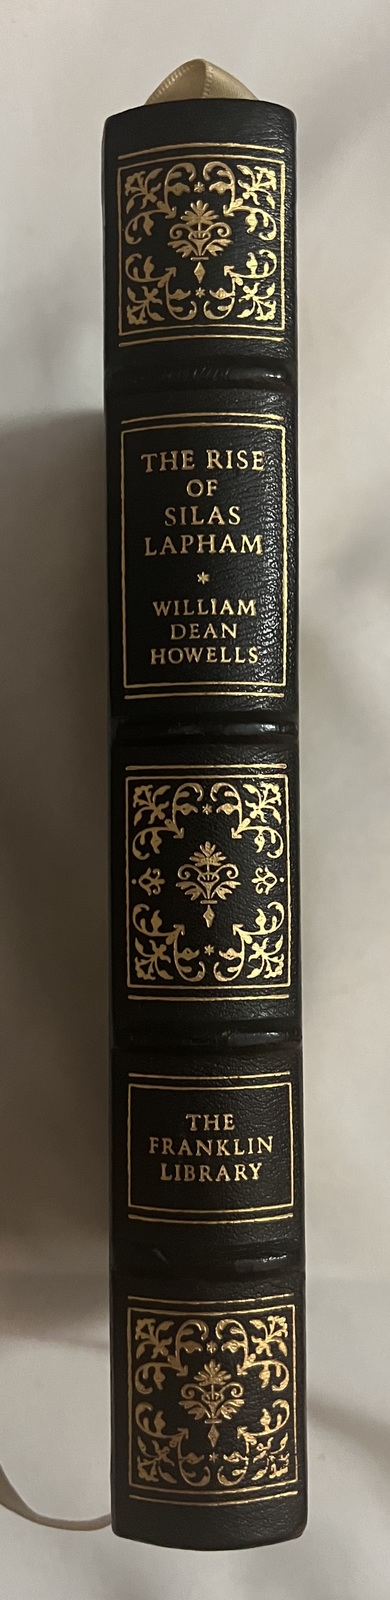 THE RISE
OF
SILAS
LAPHAM
*
WILLIAM
DEAN
HOWELLS
THE
FRANKLIN
LIBRARY